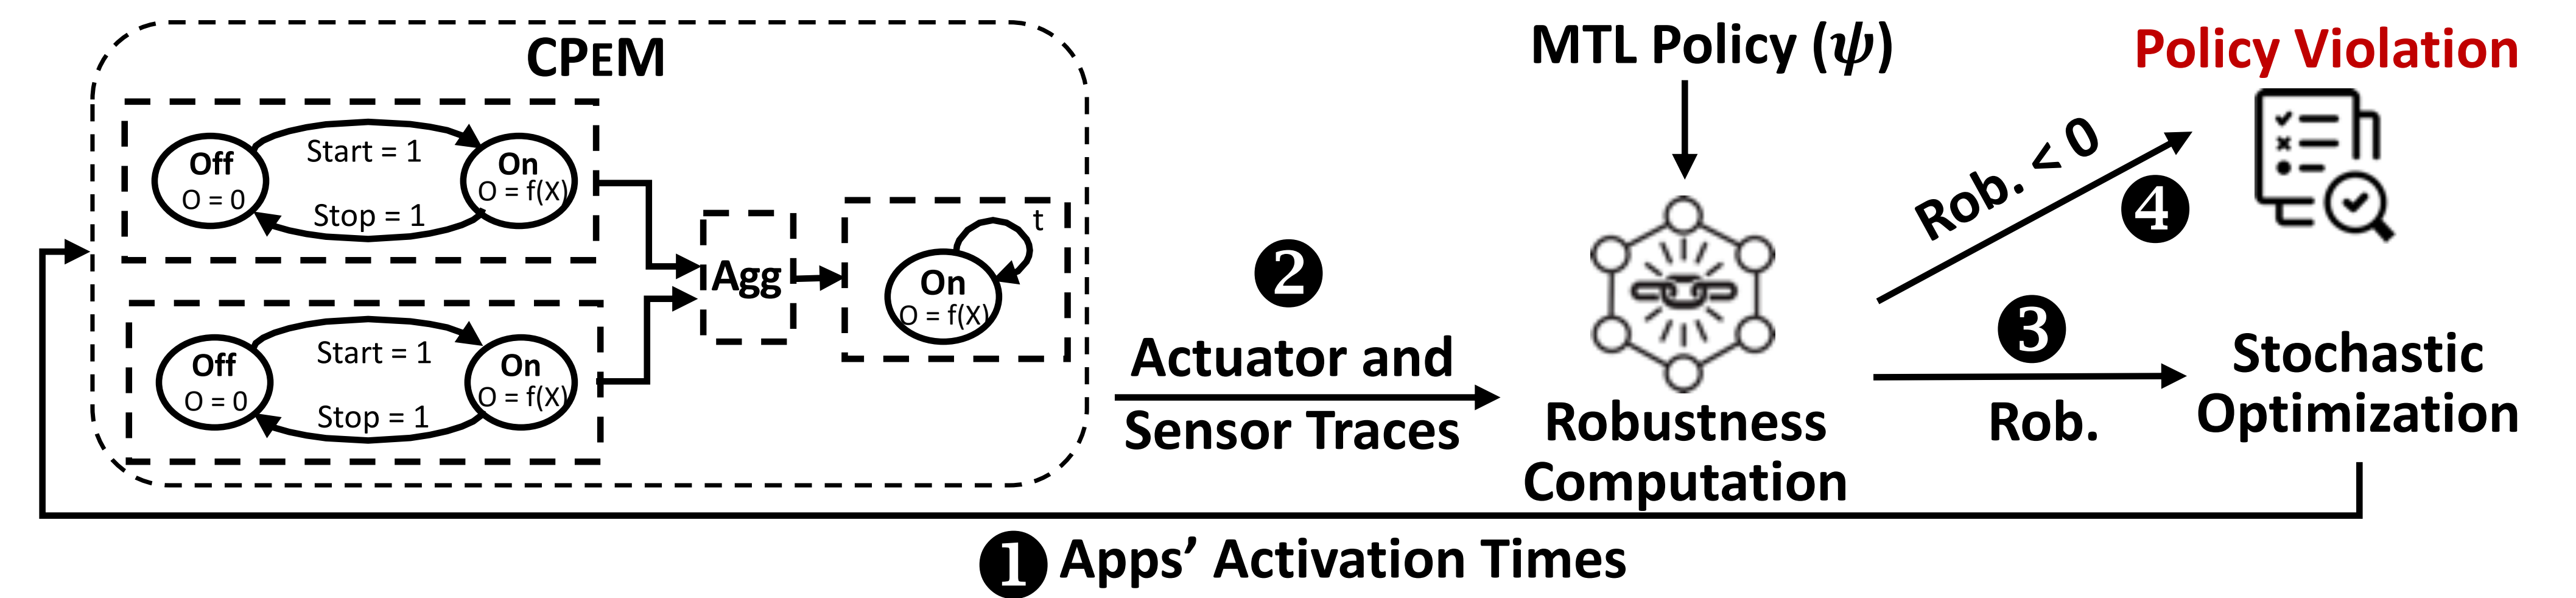 CPEM
Off
O = 0
Start = 1
Stop = 1
On
O = f(X)
Off
O = 0
Start = 1
Stop = 1
On
O = f(X)
Agg
t
On
O = f(X)
2
Actuator and
Sensor Traces
MTL Policy (ψ)
Robustness
Computation
Rob. < 0
4
Policy Violation
3
Rob.
Stochastic
Optimization
1 Apps’ Activation Times